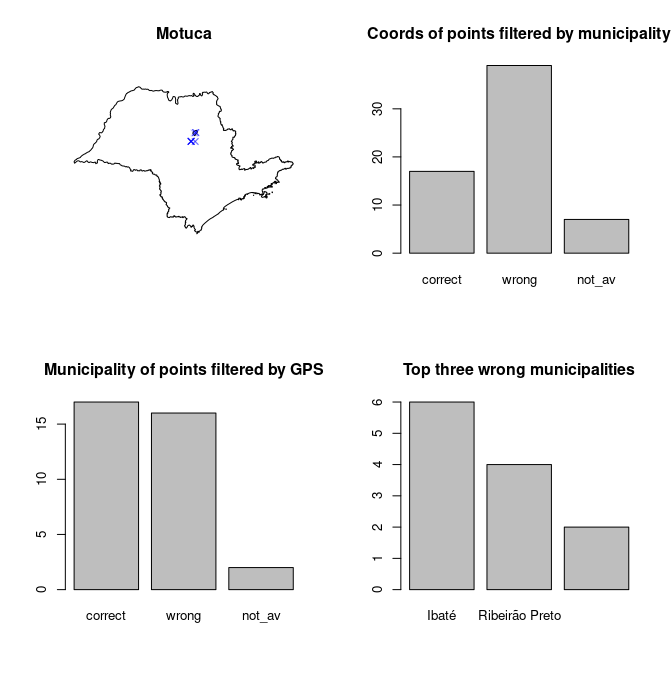 Motuca
Coords of points filtered by municipality
30
20
10
0
correct wrong not_av
Municipality of points filtered by GPS
15
10
5
0
correct wrong not_av
Top three wrong municipalities
6
5
4
3
2
1
0
Ibaté Ribeirão Preto